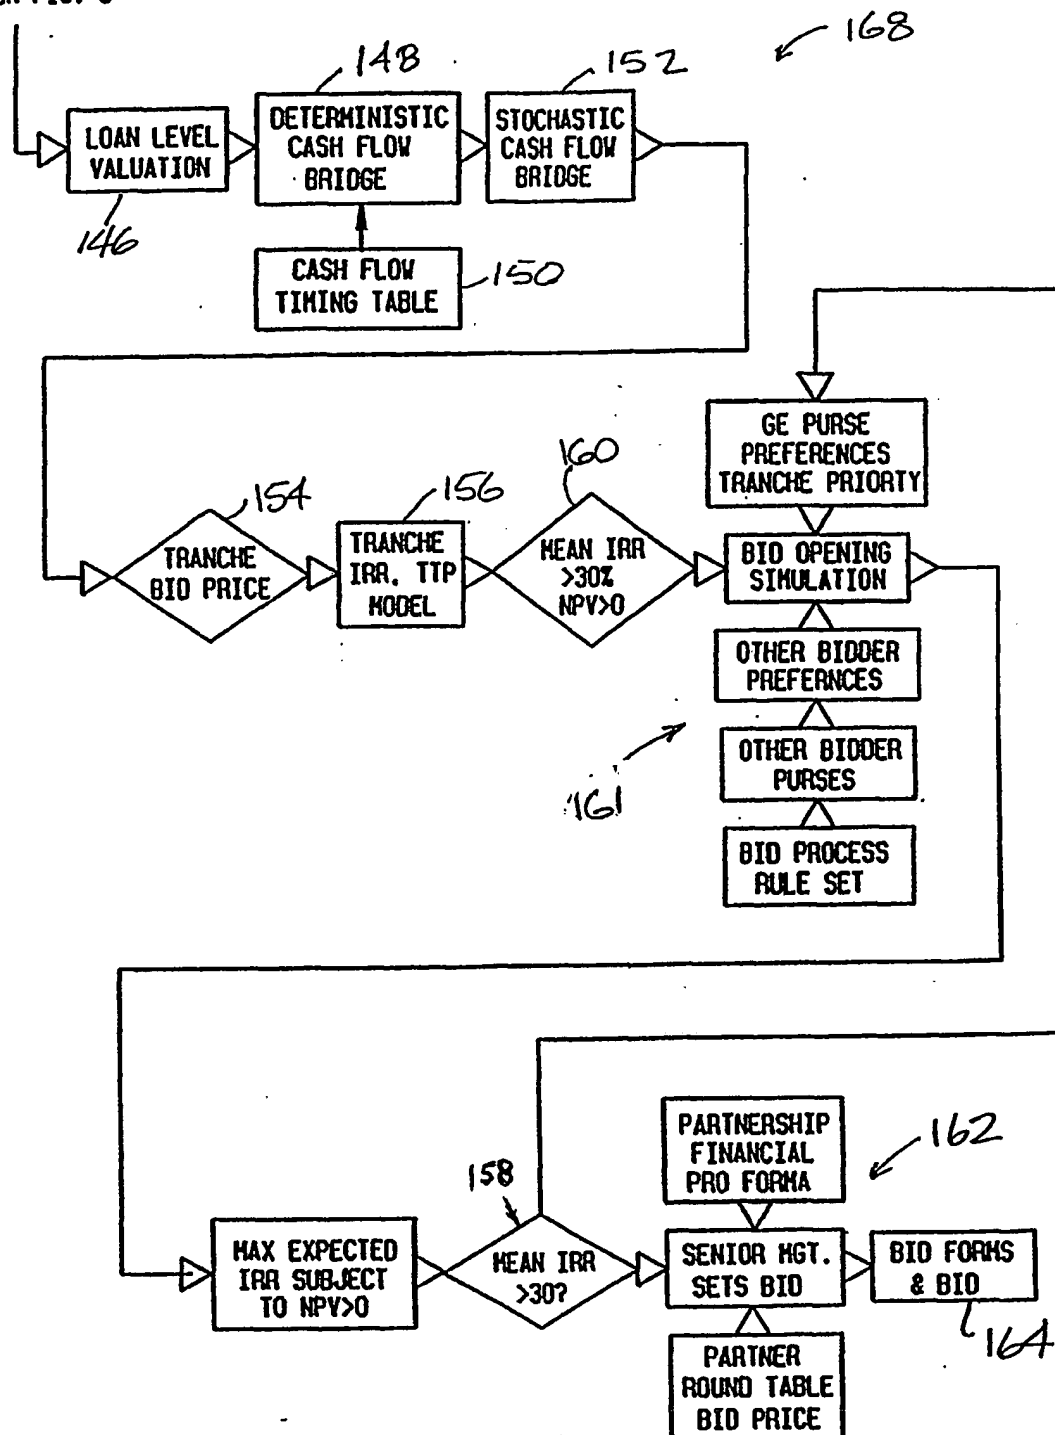 168
148
152
LOAN LEVEL
VALUATION
DETERMINISTIC
CASH FLOW
BRIDGE
STOCHASTIC
CASH FLOW
BRIDGE
146
CASH FLOW
TIMING TABLE
150
GE PURSE
PREFERENCES
TRANCHE PRIORTY
154
156
160
TRANCHE
BID PRICE
TRANCHE
IRR. TTP
MODEL
MEAN IRR
>30%
NPV>0
BID OPENING
SIMULATION
OTHER BIDDER
PREFERNCES
161
OTHER BIDDER
PURSES
BID PROCESS
RULE SET
PARTNERSHIP
FINANCIAL
PRO FORMA
162
158
MAX EXPECTED
IRR SUBJECT
TO NPV>0
MEAN IRR
>30?
SENIOR MGT.
SETS BID
BID FORMS
& BID
164
PARTNER
ROUND TABLE
BID PRICE